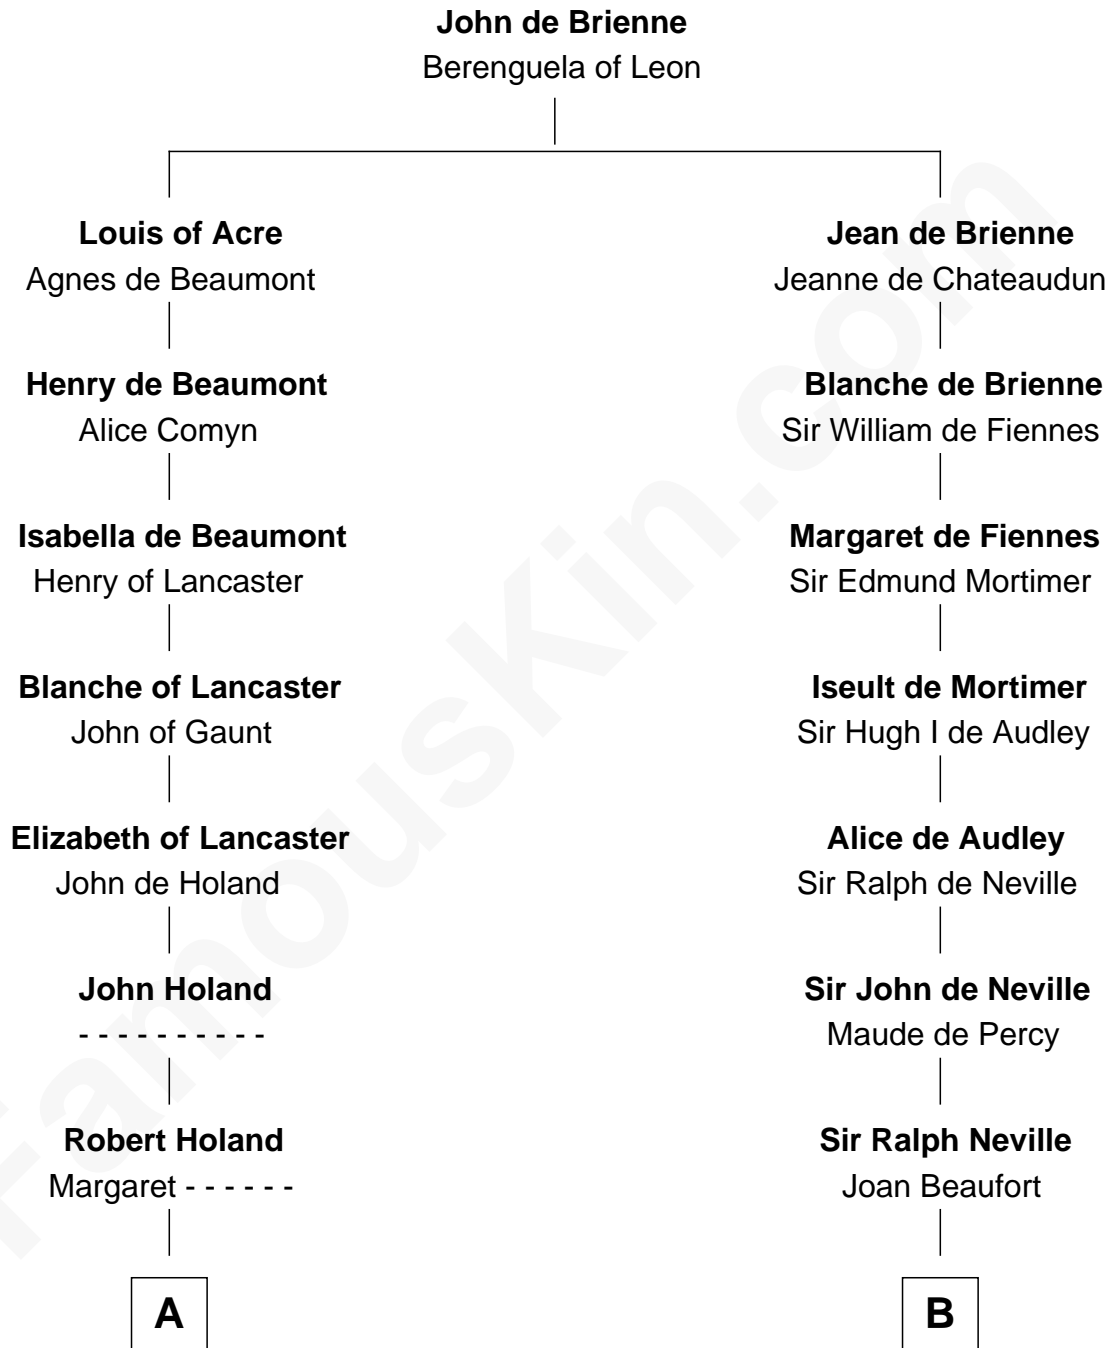 John de Brienne
Berenguela of Leon
Louis of Acre
Agnes de Beaumont
Jean de Brienne
Jeanne de Chateaudun
Henry de Beaumont
Alice Comyn
Blanche de Brienne
Sir William de Fiennes
Isabella de Beaumont
Henry of Lancaster
Margaret de Fiennes
Sir Edmund Mortimer
Blanche of Lancaster
John of Gaunt
Iseult de Mortimer
Sir Hugh I de Audley
Elizabeth of Lancaster
John de Holand
Alice de Audley
Sir Ralph de Neville
John Holand
- - - - - - - - - -
Sir John de Neville
Maude de Percy
Robert Holand
Margaret - - - - - -
Sir Ralph Neville
Joan Beaufort
A
B
FamousKin.com